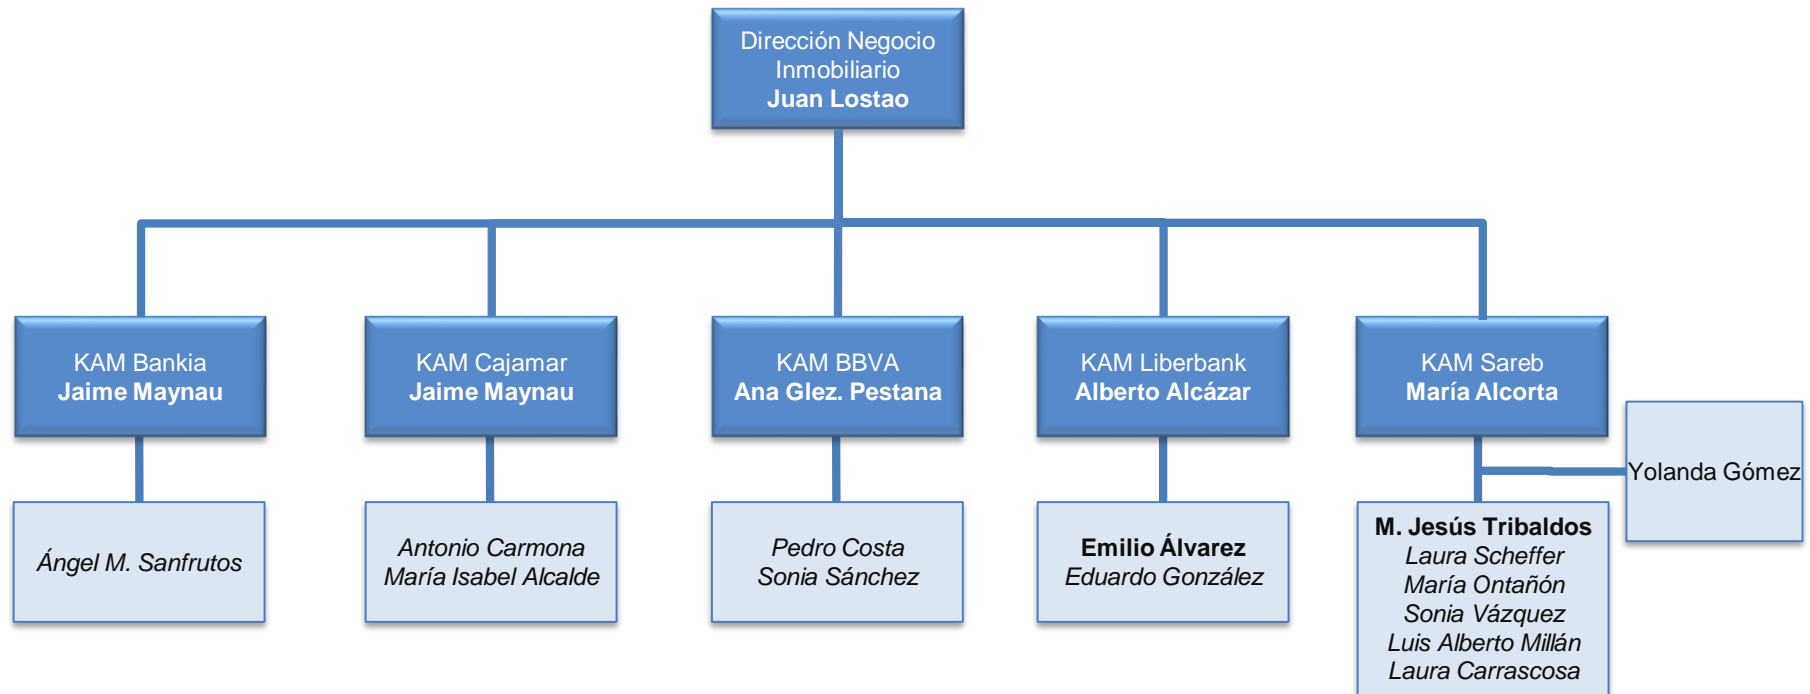 Dirección Negocio
Inmobiliario
Juan Lostao
KAM Bankia
Jaime Maynau
KAM Cajamar
Jaime Maynau
KAM BBVA
Ana Glez. Pestana
KAM Liberbank
Alberto Alcázar
KAM Sareb
María Alcorta
Yolanda Gómez
Ángel M. Sanfrutos
Antonio Carmona
María Isabel Alcalde
Pedro Costa
Sonia Sánchez
Emilio Álvarez
Eduardo González
M. Jesús Tribaldos
Laura Scheffer
María Ontañón
Sonia Vázquez
Luis Alberto Millán
Laura Carrascosa